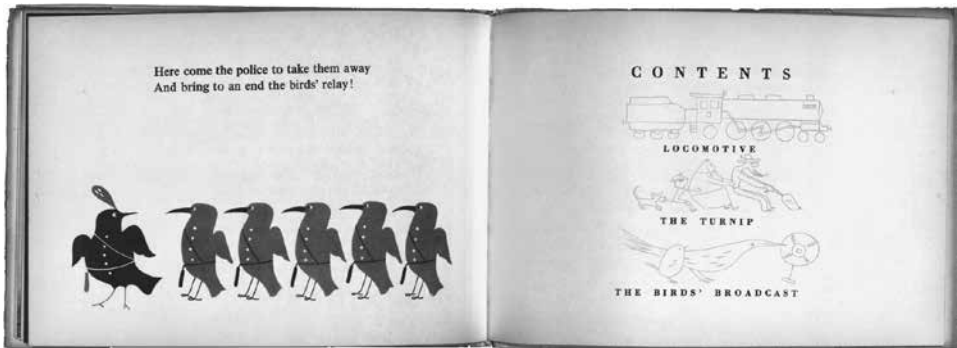 Here come the police to take them away
And bring to an end the birds' relay!
CONTENTS
LOCOMOTIVE
THE TURNIP
THE BIRDS' BROADCAST